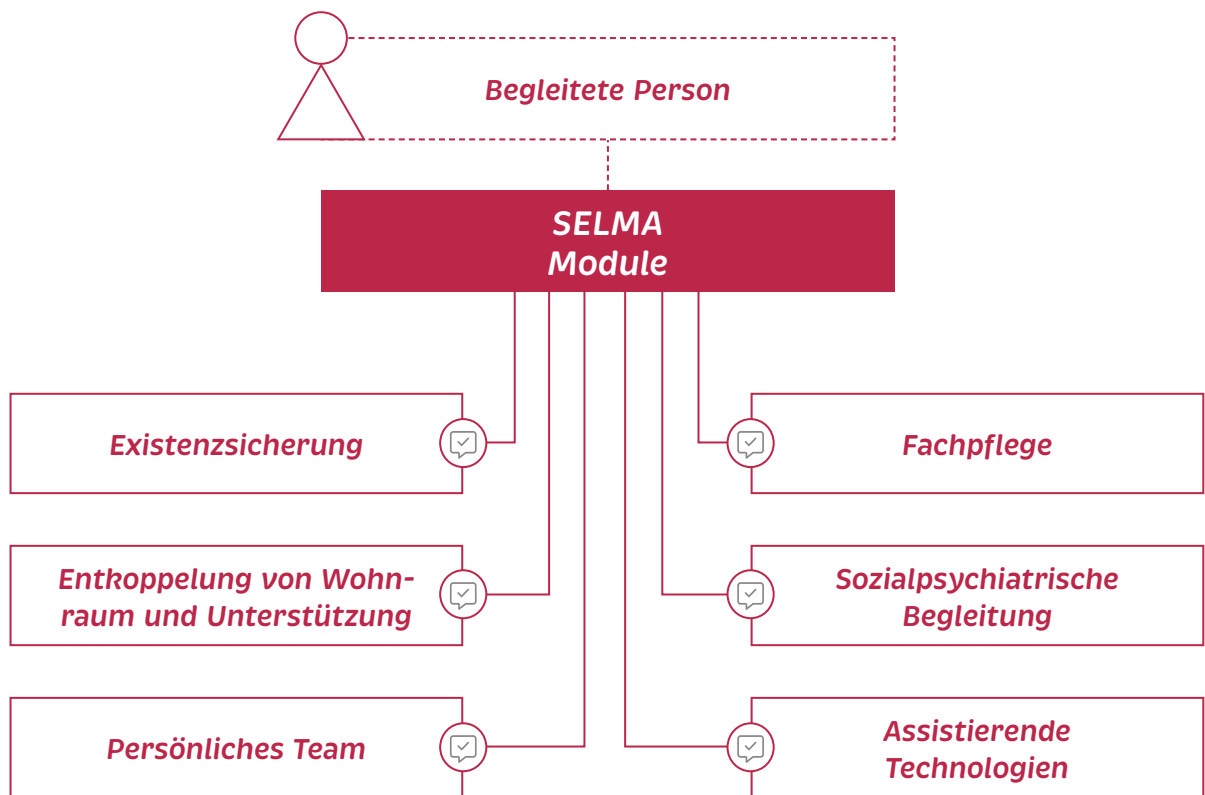 Begleitete Person
SELMA
Module
Existenzsicherung
Fachpflege
Entkoppelung von Wohn-
raum und Unterstützung
Sozialpsychiatrische
Begleitung
Persönliches Team
Assistierende
Technologien